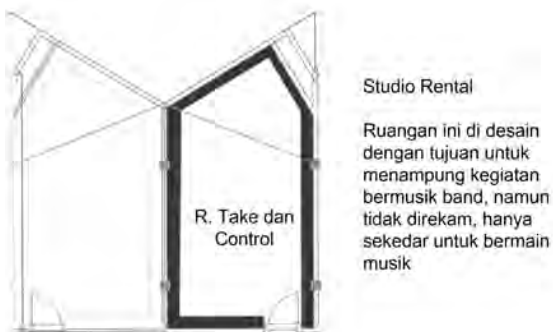 Studio Rental
Ruangan ini di desain
dengan tujuan untuk
menampung kegiatan
bermusik band, namun
tidak direkam, hanya
sekedar untuk bermain
musik
R. Take dan
Control